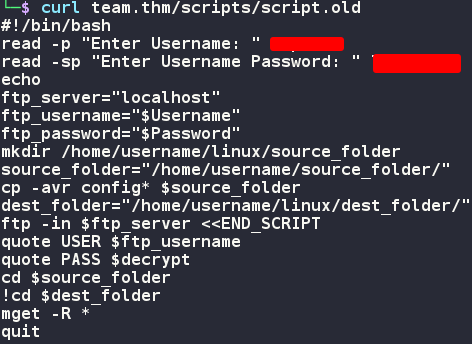 └─$ curl team.thm/scripts/script.old
#!/bin/bash
read -p "Enter Username: "
read -sp "Enter Username Password: "
echo
ftp_server="localhost"
ftp_username="$Username"
ftp_password="$Password"
mkdir /home/username/linux/source_folder
source_folder="/home/username/source_folder/"
cp -avr config* $source_folder
dest_folder="/home/username/linux/dest_folder/"
ftp -in $ftp_server <<END_SCRIPT
quote USER $ftp_username
quote PASS $decrypt
cd $source_folder
!cd $dest_folder
mget -R *
quit